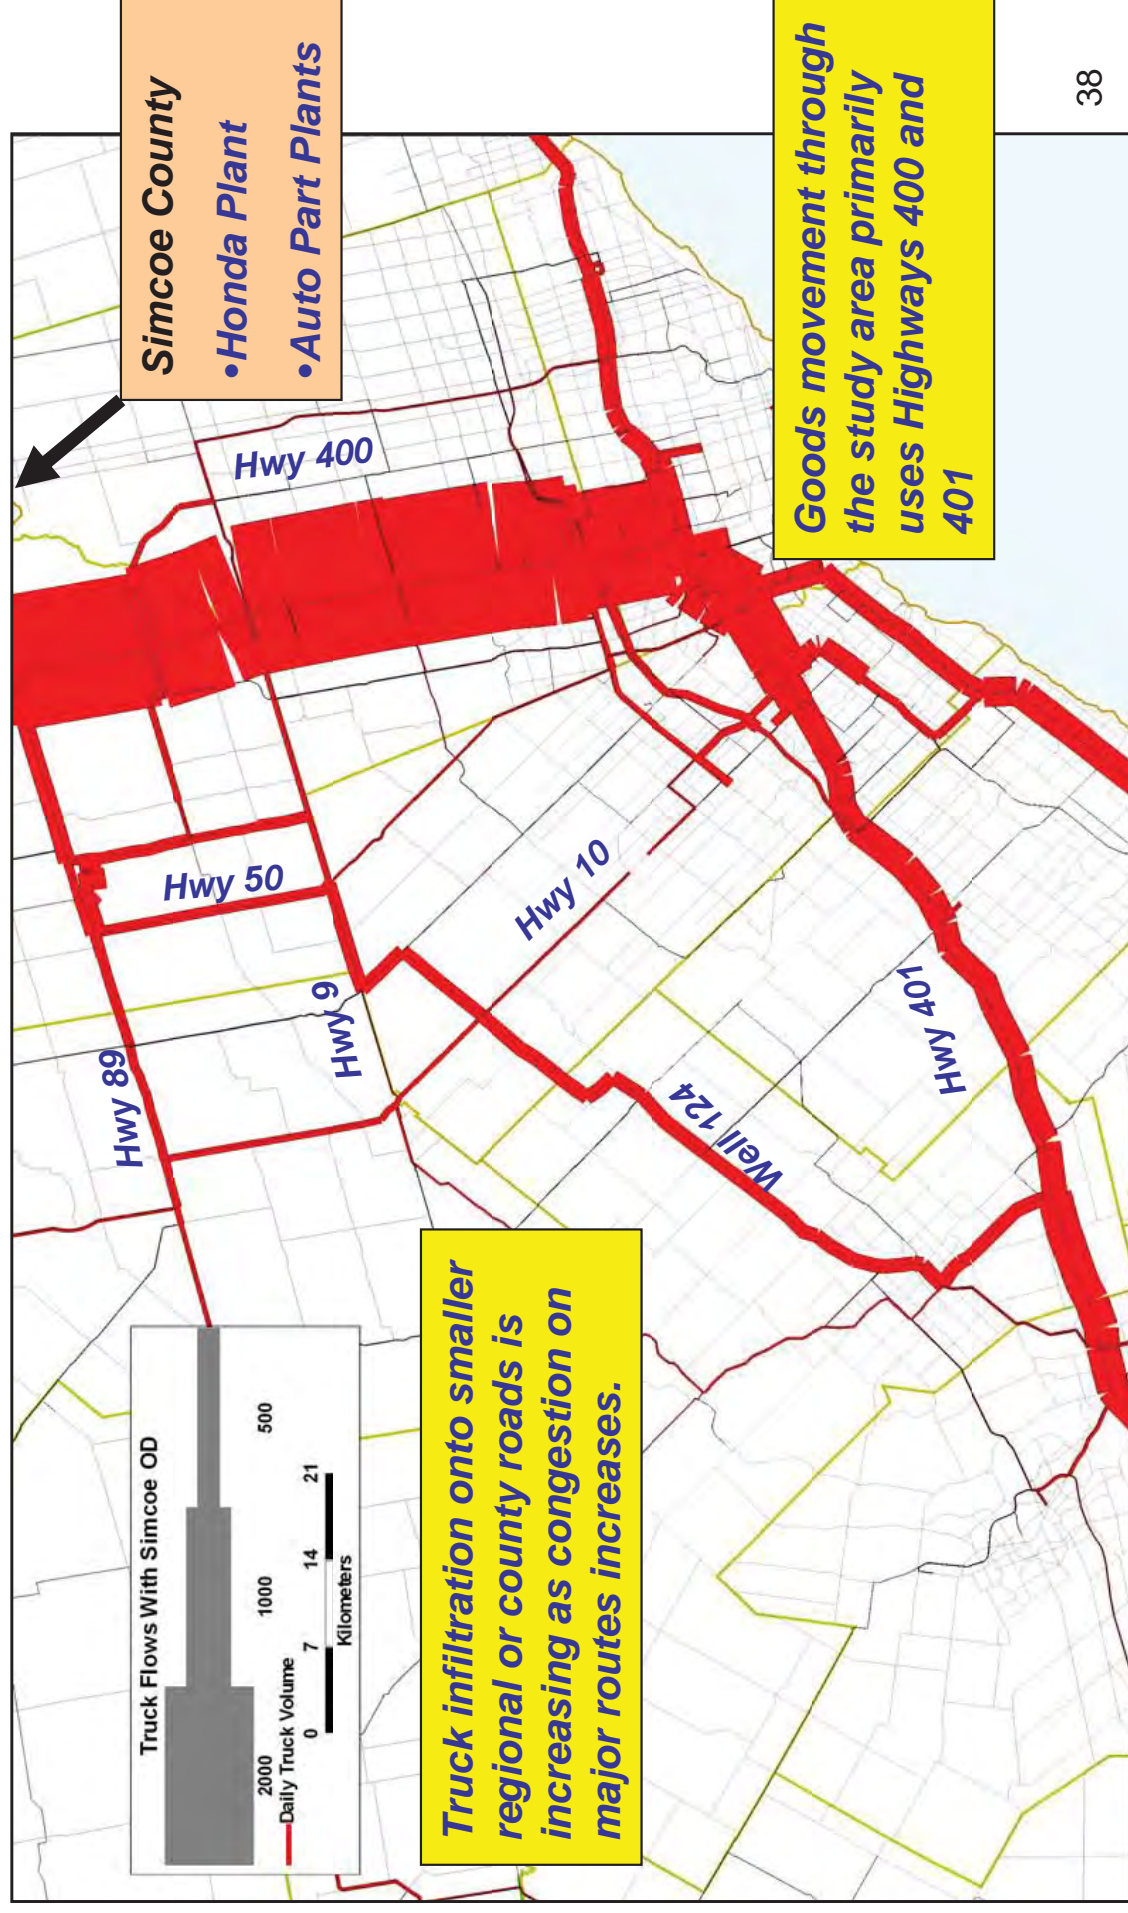 Simcoe County
•Honda Plant
•Auto Part Plants
Hwy 400
Goods movement through
the study area primarily
uses Highways 400 and
401
Hwy 50
Hwy 10
Hwy 9
Hwy 89
Hwy 401
Well 124
Truck Flows With Simcoe OD
2000 1000 500
Daily Truck Volume
0 7 14 21
Kilometers
Truck infiltration onto smaller
regional or county roads is
increasing as congestion on
major routes increases.
38